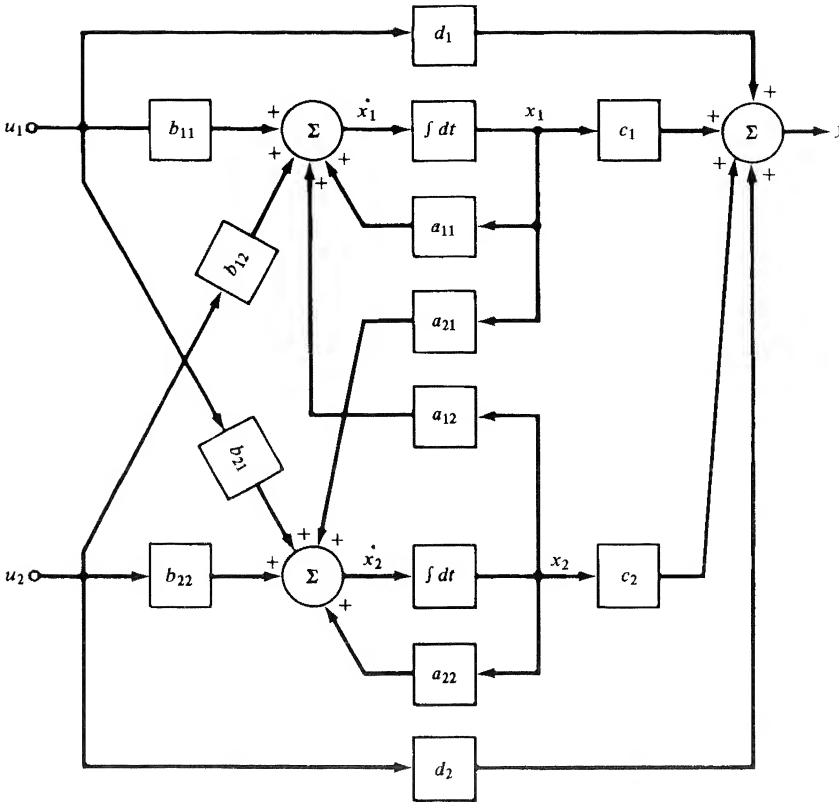 d₁
+
u₁ b₁₁ + Σ ẋ₁ ∫ dt x₁ c₁ + Σ
+ + + + +
a₁₁
b₁₂
a₂₁
a₁₂
b₂₁
+ +
u₂ b₂₂ + Σ ẋ₂ ∫ dt x₂ c₂
+
a₂₂
d₂